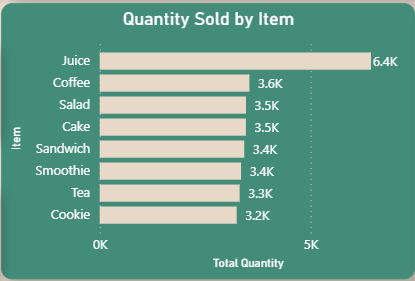 Quantity Sold by Item
Item
Juice 6.4K
Coffee 3.6K
Salad 3.5K
Cake 3.5K
Sandwich 3.4K
Smoothie 3.4K
Tea 3.3K
Cookie 3.2K
0K 5K
Total Quantity